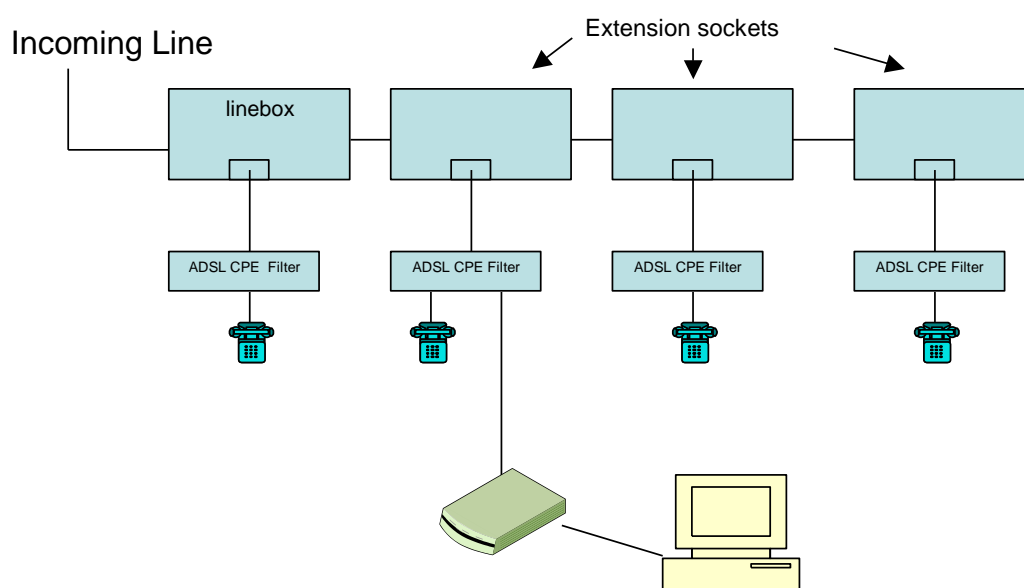 Extension sockets
Incoming Line
linebox
ADSL CPE  Filter
ADSL CPE Filter
ADSL CPE Filter
ADSL CPE Filter